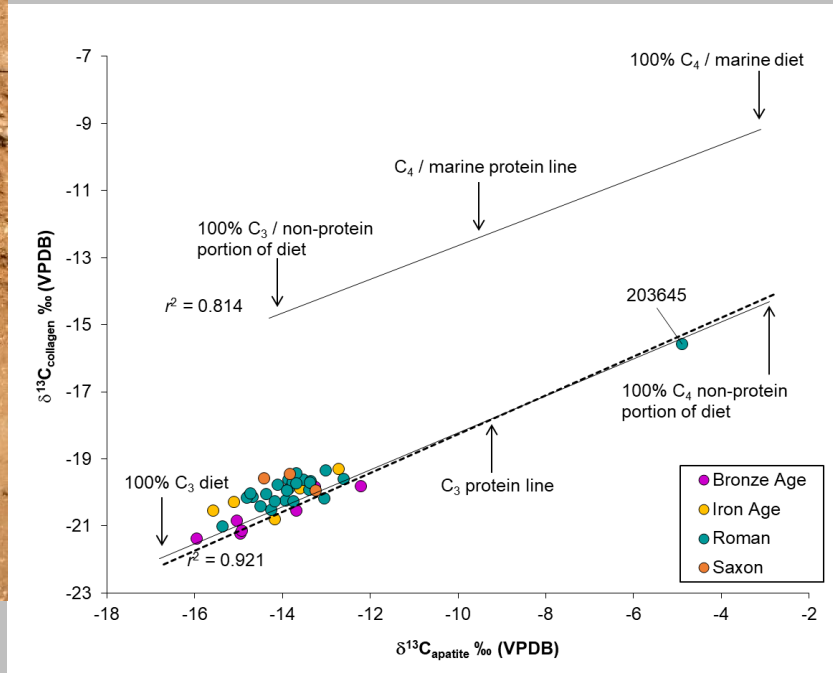 -7
-9
-11
-13
-15
-17
-19
-21
-23
-18
-16
-14
-12
-10
-8
-6
-4
-2
δ¹³C_collagen ‰ (VPDB)
δ¹³C_apatite ‰ (VPDB)
100% C₄ / marine diet
C₄ / marine protein line
100% C₃ / non-protein
portion of diet
r² = 0.814
203645
100% C₄ non-protein
portion of diet
100% C₃ diet
C₃ protein line
r² = 0.921
Bronze Age
Iron Age
Roman
Saxon